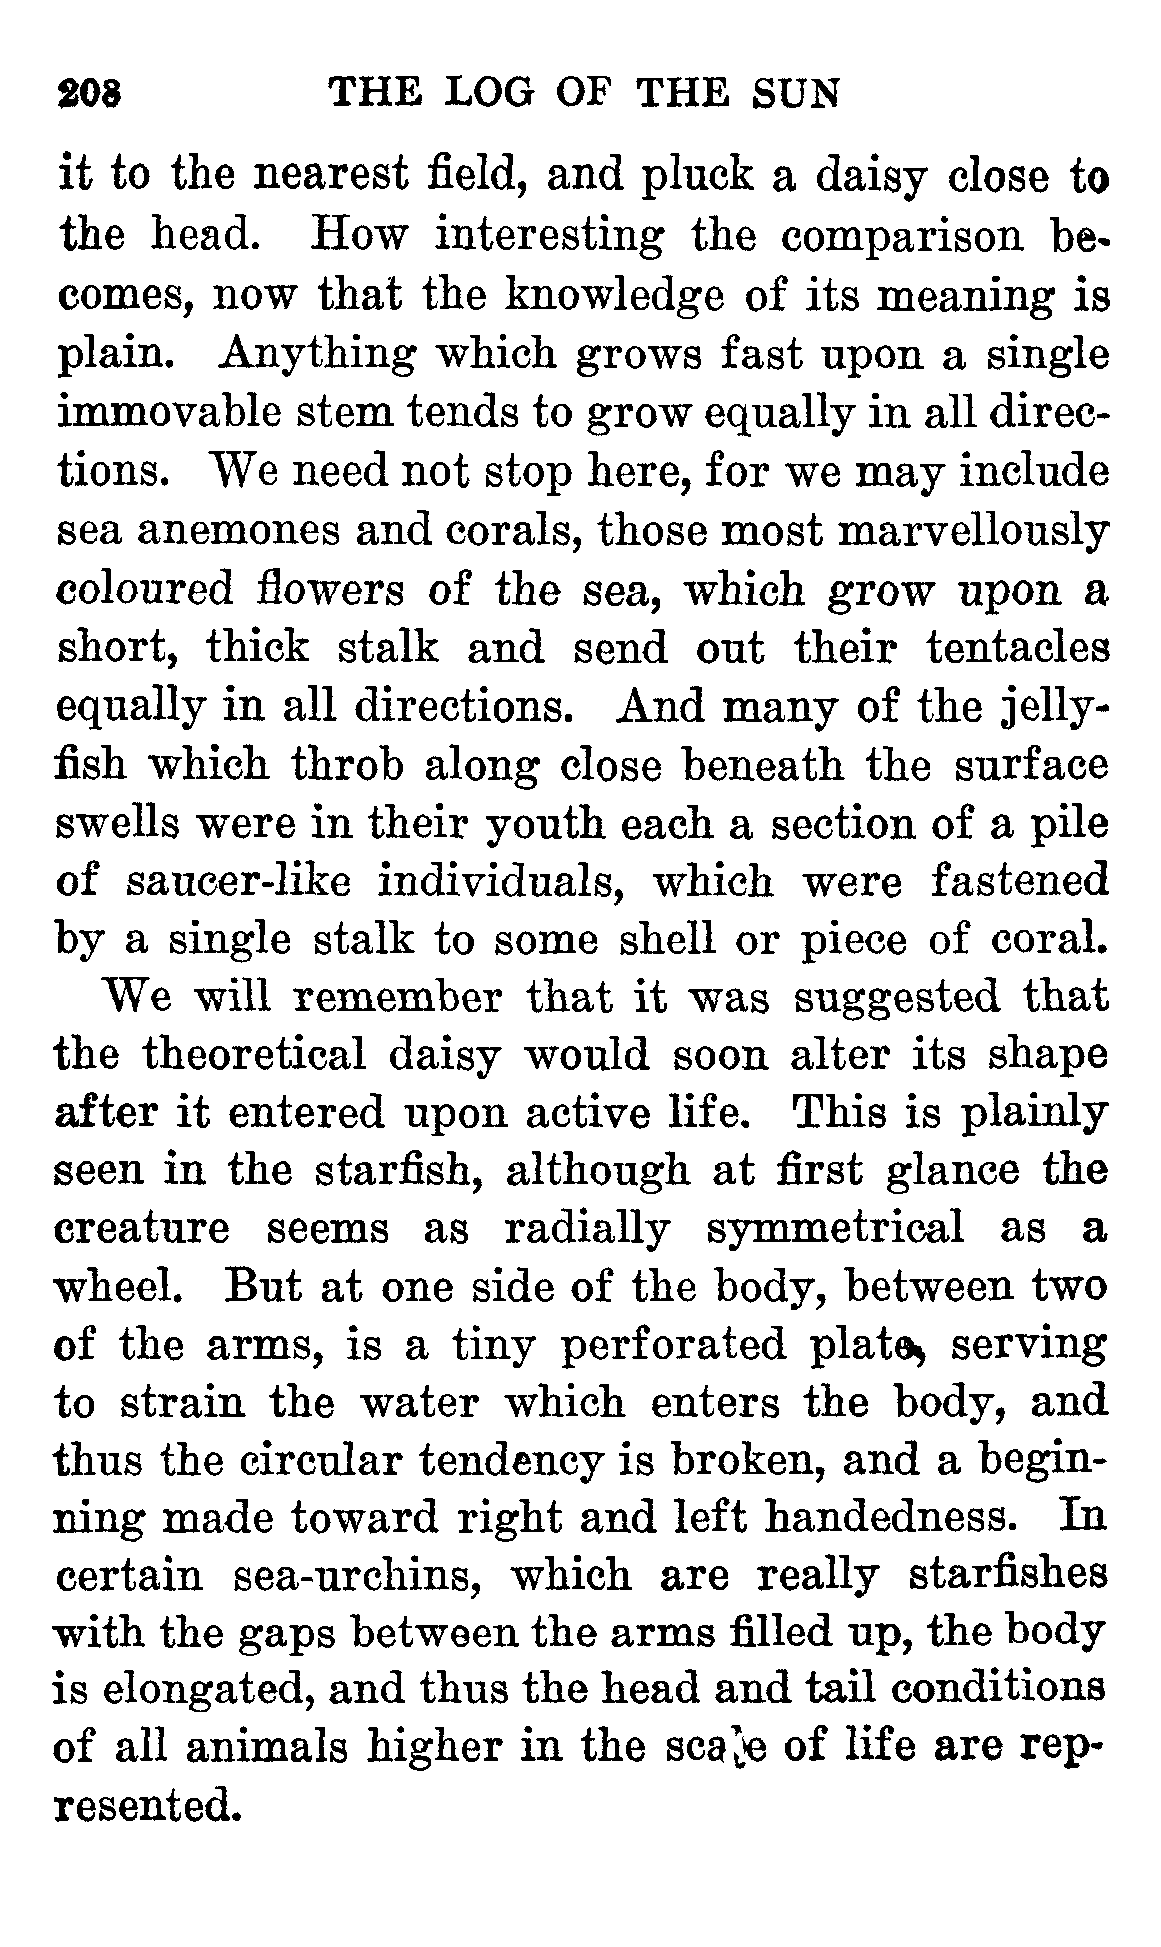 208 THE LOG OF THE SUN
it to the nearest field, and pluck a daisy close to
the head. How interesting the comparison be-
comes, now that the knowledge of its meaning is
plain. Anything which grows fast upon a single
immovable stem tends to grow equally in all direc-
tions. We need not stop here, for we may include
sea anemones and corals, those most marvellously
coloured flowers of the sea, which grow upon a
short, thick stalk and send out their tentacles
equally in all directions. And many of the jelly-
fish which throb along close beneath the surface
swells were in their youth each a section of a pile
of saucer-like individuals, which were fastened
by a single stalk to some shell or piece of coral.
We will remember that it was suggested that
the theoretical daisy would soon alter its shape
after it entered upon active life. This is plainly
seen in the starfish, although at first glance the
creature seems as radially symmetrical as a
wheel. But at one side of the body, between two
of the arms, is a tiny perforated plate, serving
to strain the water which enters the body, and
thus the circular tendency is broken, and a begin-
ning made toward right and left handedness. In
certain sea-urchins, which are really starfishes
with the gaps between the arms filled up, the body
is elongated, and thus the head and tail conditions
of all animals higher in the scale of life are rep-
resented.